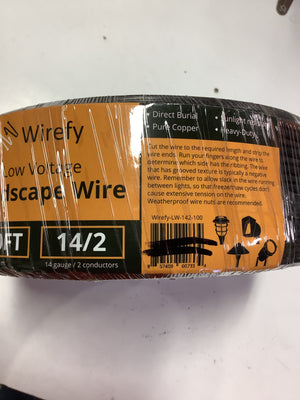 Wirefy
Low Voltage
dscape Wire
FT
14/2
14 gauge / 2 conductors
• Direct Burial
• Pure Copper
• Heavy-Duty
Cut the wire to the required length and strip the
wire ends. Run your fingers along the wire to
determine which side has the ribbing. The wire
that has grooved texture is typically a negative
wire. Remember to allow slack in the wire running
between lights, so that freeze/thaw cycles don't
cause extensive tension on the wire.
Weatherproof wire nuts are recommended.
Wirefy-LW-142-100